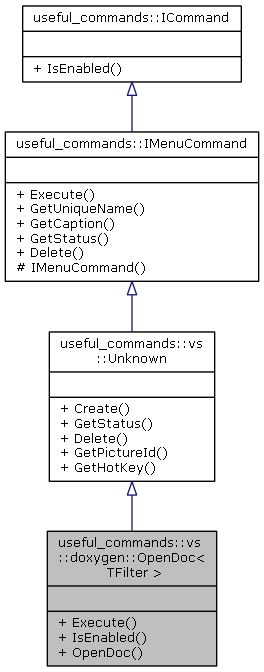 useful_commands::ICommand
+ IsEnabled()
useful_commands::IMenuCommand
+ Execute()
+ GetUniqueName()
+ GetCaption()
+ GetStatus()
+ Delete()
# IMenuCommand()
useful_commands::vs
::Unknown
+ Create()
+ GetStatus()
+ Delete()
+ GetPictureId()
+ GetHotKey()
useful_commands::vs
::doxygen::OpenDoc<
TFilter >
+ Execute()
+ IsEnabled()
+ OpenDoc()